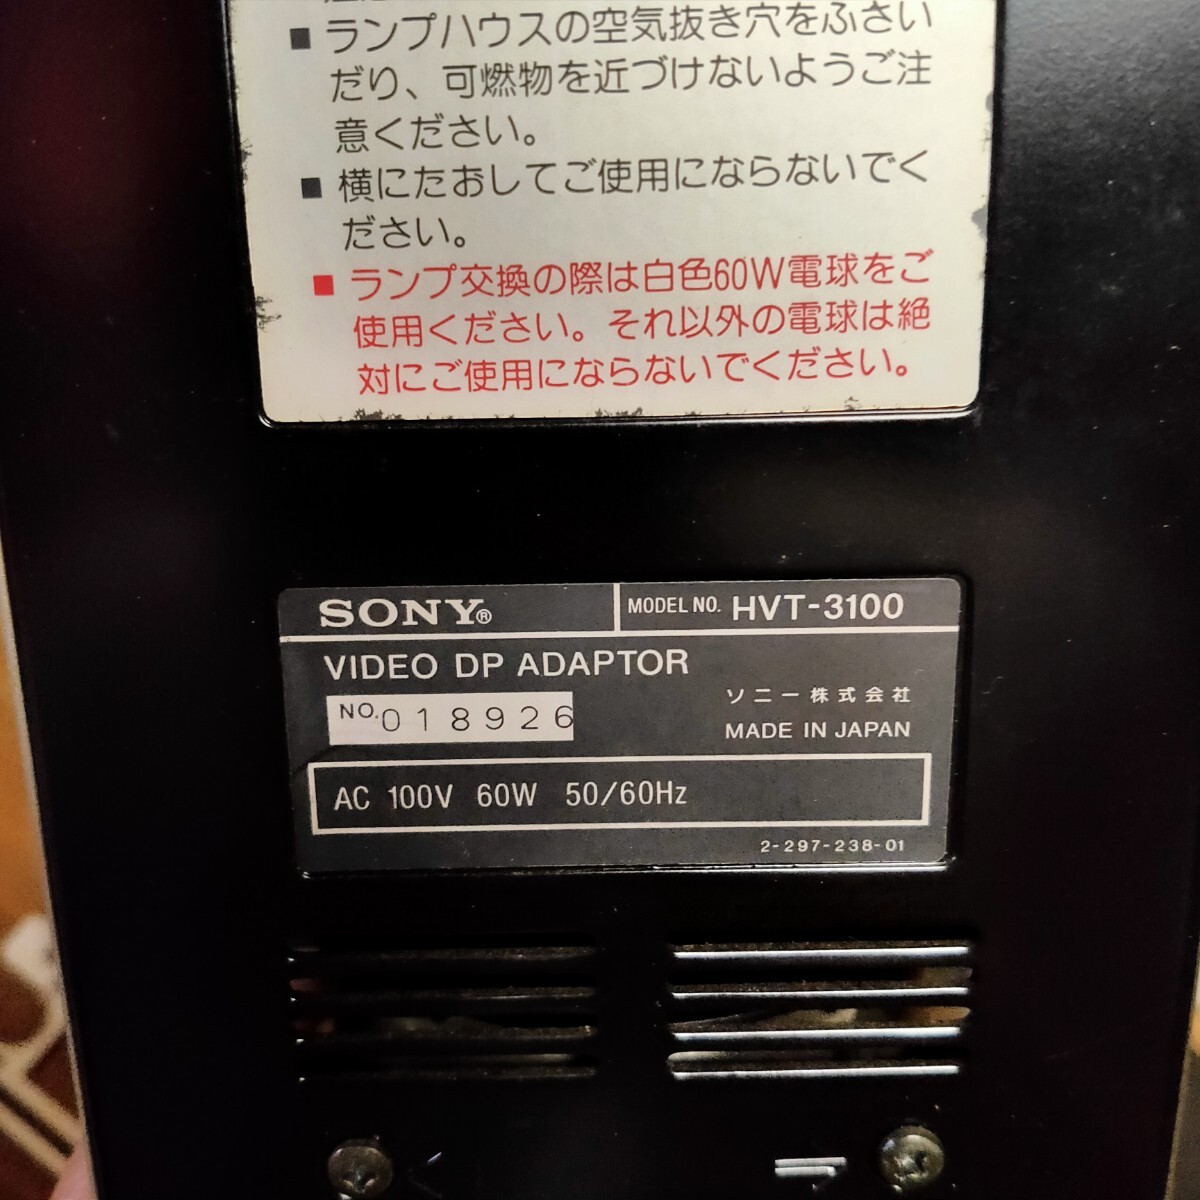 ■ランプハウスの空気抜き穴をふさい
だり、可燃物を近づけないようご注
意ください。
■横にたおしてご使用にならないでく
ださい。
■ランプ交換の際は白色60W電球をご
使用ください。それ以外の電球は絶
対にご使用にならないでください。
SONY® MODEL NO. HVT-3100
VIDEO DP ADAPTOR
NO. 018926
ソニー株式会社
MADE IN JAPAN
AC 100V 60W 50/60Hz
2-297-238-01